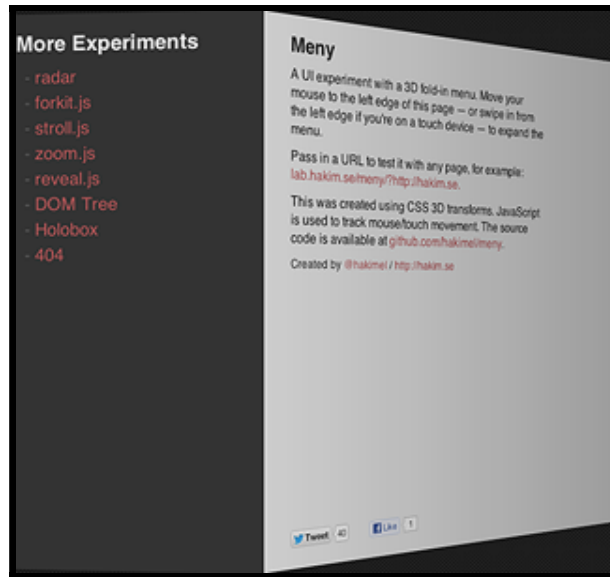 More Experiments
- radar
- forkit.js
- stroll.js
- zoom.js
- reveal.js
- DOM Tree
- Holobox
- 404
Meny
A UI experiment with a 3D fold-in menu. Move your
mouse to the left edge of this page — or swipe in from
the left edge if you're on a touch device — to expand the
menu.
Pass in a URL to test it with any page, for example:
lab.hakim.se/meny/?http://hakim.se.
This was created using CSS 3D transforms. JavaScript
is used to track mouse/touch movement. The source
code is available at github.com/hakimel/meny.
Created by @hakimel / http://hakim.se
Tweet 40 Like 1